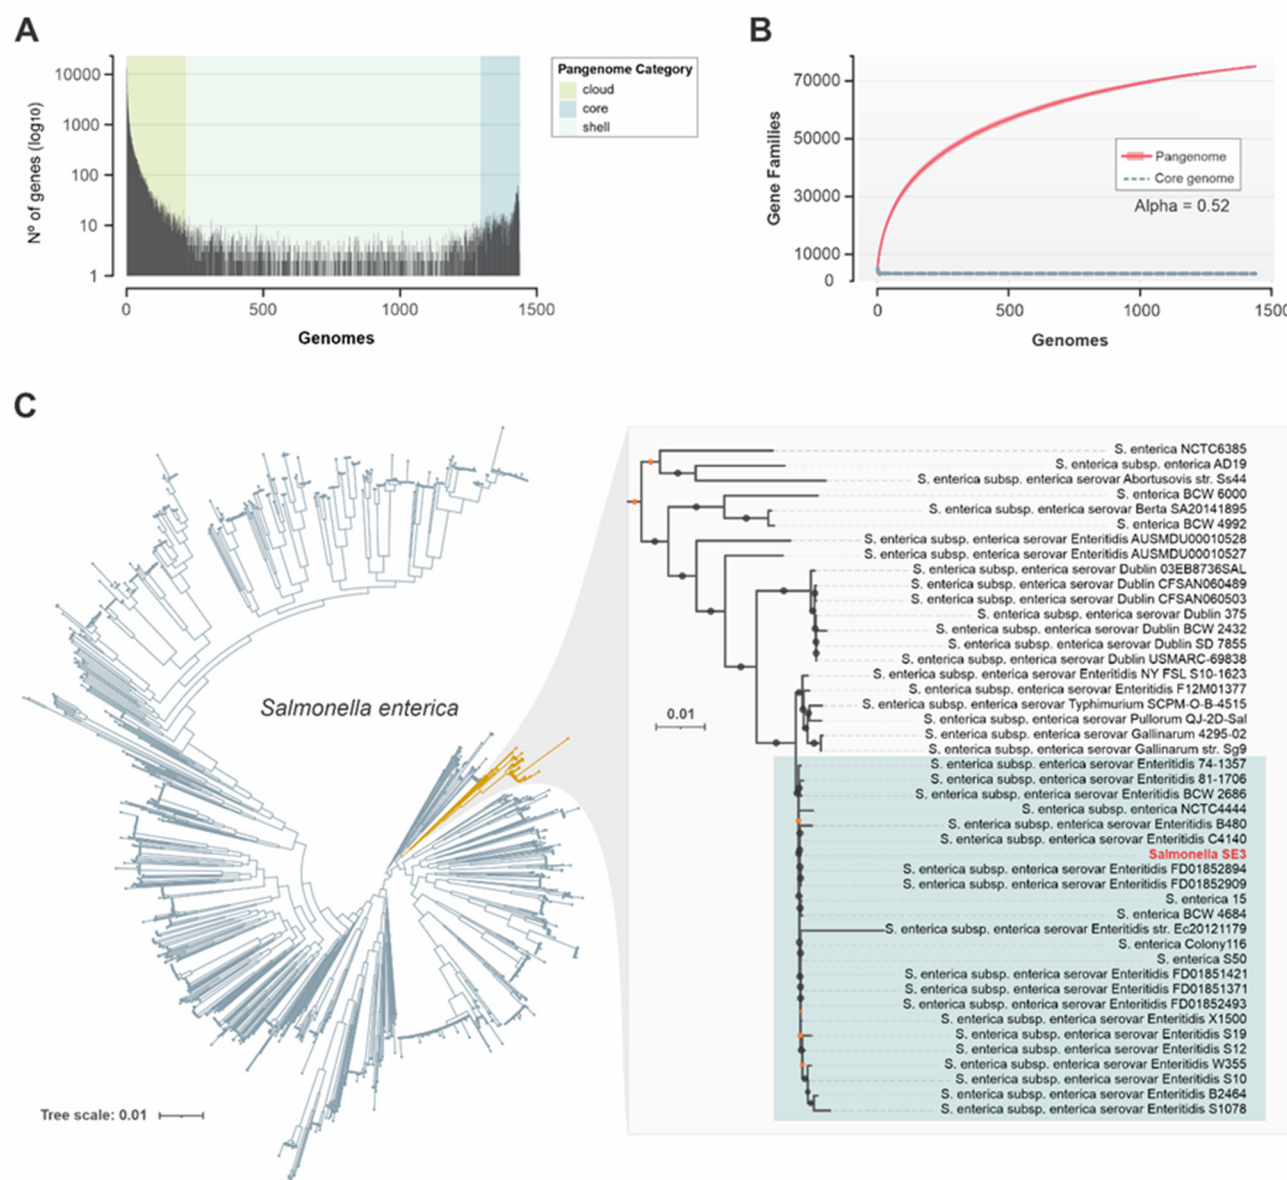 A
10000
1000
100
10
1
Nº of genes (log10)
0
500
1000
1500
Genomes
Pangenome Category
cloud
core
shell
B
70000
50000
30000
10000
0
Gene Families
0
500
1000
1500
Genomes
Pangenome
Core genome
Alpha = 0.52
C
Salmonella enterica
Tree scale: 0.01
0.01
S. enterica NCTC6385
S. enterica subsp. enterica AD19
S. enterica subsp. enterica serovar Abortusovis str. Ss44
S. enterica BCW 6000
S. enterica subsp. enterica serovar Berta SA20141895
S. enterica BCW 4992
S. enterica subsp. enterica serovar Enteritidis AUSMDU00010528
S. enterica subsp. enterica serovar Enteritidis AUSMDU00010527
S. enterica subsp. enterica serovar Dublin 03EB8736SAL
S. enterica subsp. enterica serovar Dublin CFSAN060489
S. enterica subsp. enterica serovar Dublin CFSAN060503
S. enterica subsp. enterica serovar Dublin 375
S. enterica subsp. enterica serovar Dublin BCW 2432
S. enterica subsp. enterica serovar Dublin SD 7855
S. enterica subsp. enterica serovar Dublin USMARC-69838
S. enterica subsp. enterica serovar Enteritidis NY FSL S10-1623
S. enterica subsp. enterica serovar Enteritidis F12M01377
S. enterica subsp. enterica serovar Typhimurium SCPM-O-B-4515
S. enterica subsp. enterica serovar Pullorum QJ-2D-Sal
S. enterica subsp. enterica serovar Gallinarum 4295-02
S. enterica subsp. enterica serovar Gallinarum str. Sg9
S. enterica subsp. enterica serovar Enteritidis 74-1357
S. enterica subsp. enterica serovar Enteritidis 81-1706
S. enterica subsp. enterica serovar Enteritidis BCW 2686
S. enterica subsp. enterica NCTC4444
S. enterica subsp. enterica serovar Enteritidis B480
S. enterica subsp. enterica serovar Enteritidis C4140
Salmonella SE3
S. enterica subsp. enterica serovar Enteritidis FD01852894
S. enterica subsp. enterica serovar Enteritidis FD01852909
S. enterica 15
S. enterica BCW 4684
S. enterica subsp. enterica serovar Enteritidis str. Ec20121179
S. enterica Colony116
S. enterica S50
S. enterica subsp. enterica serovar Enteritidis FD01851421
S. enterica subsp. enterica serovar Enteritidis FD01851371
S. enterica subsp. enterica serovar Enteritidis FD01852493
S. enterica subsp. enterica serovar Enteritidis X1500
S. enterica subsp. enterica serovar Enteritidis S19
S. enterica subsp. enterica serovar Enteritidis S12
S. enterica subsp. enterica serovar Enteritidis W355
S. enterica subsp. enterica serovar Enteritidis S10
S. enterica subsp. enterica serovar Enteritidis B2464
S. enterica subsp. enterica serovar Enteritidis S1078